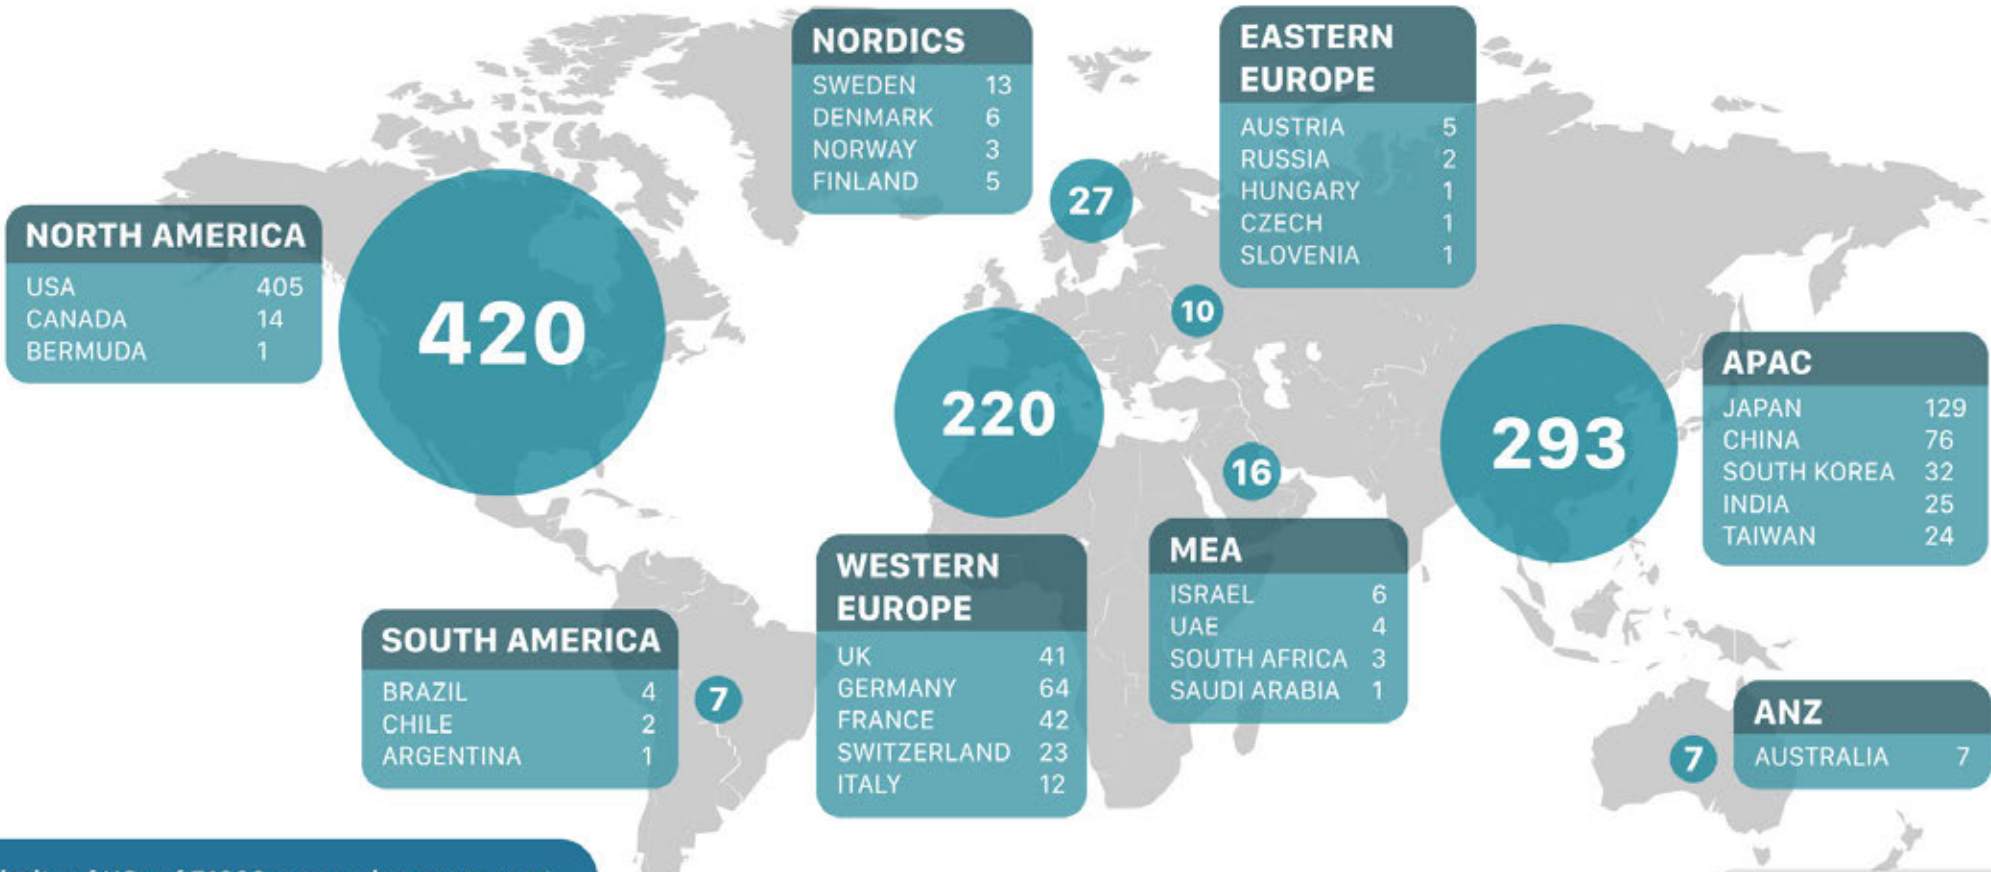 NORDICS
SWEDEN 13
DENMARK 6
NORWAY 3
FINLAND 5
27
EASTERN
EUROPE
AUSTRIA 5
RUSSIA 2
HUNGARY 1
CZECH 1
SLOVENIA 1
10
NORTH AMERICA
USA 405
CANADA 14
BERMUDA 1
420
220
16
293
APAC
JAPAN 129
CHINA 76
SOUTH KOREA 32
INDIA 25
TAIWAN 24
WESTERN
EUROPE
UK 41
GERMANY 64
FRANCE 42
SWITZERLAND 23
ITALY 12
MEA
ISRAEL 6
UAE 4
SOUTH AFRICA 3
SAUDI ARABIA 1
SOUTH AMERICA
BRAZIL 4
CHILE 2
ARGENTINA 1
7
ANZ
AUSTRALIA 7
7